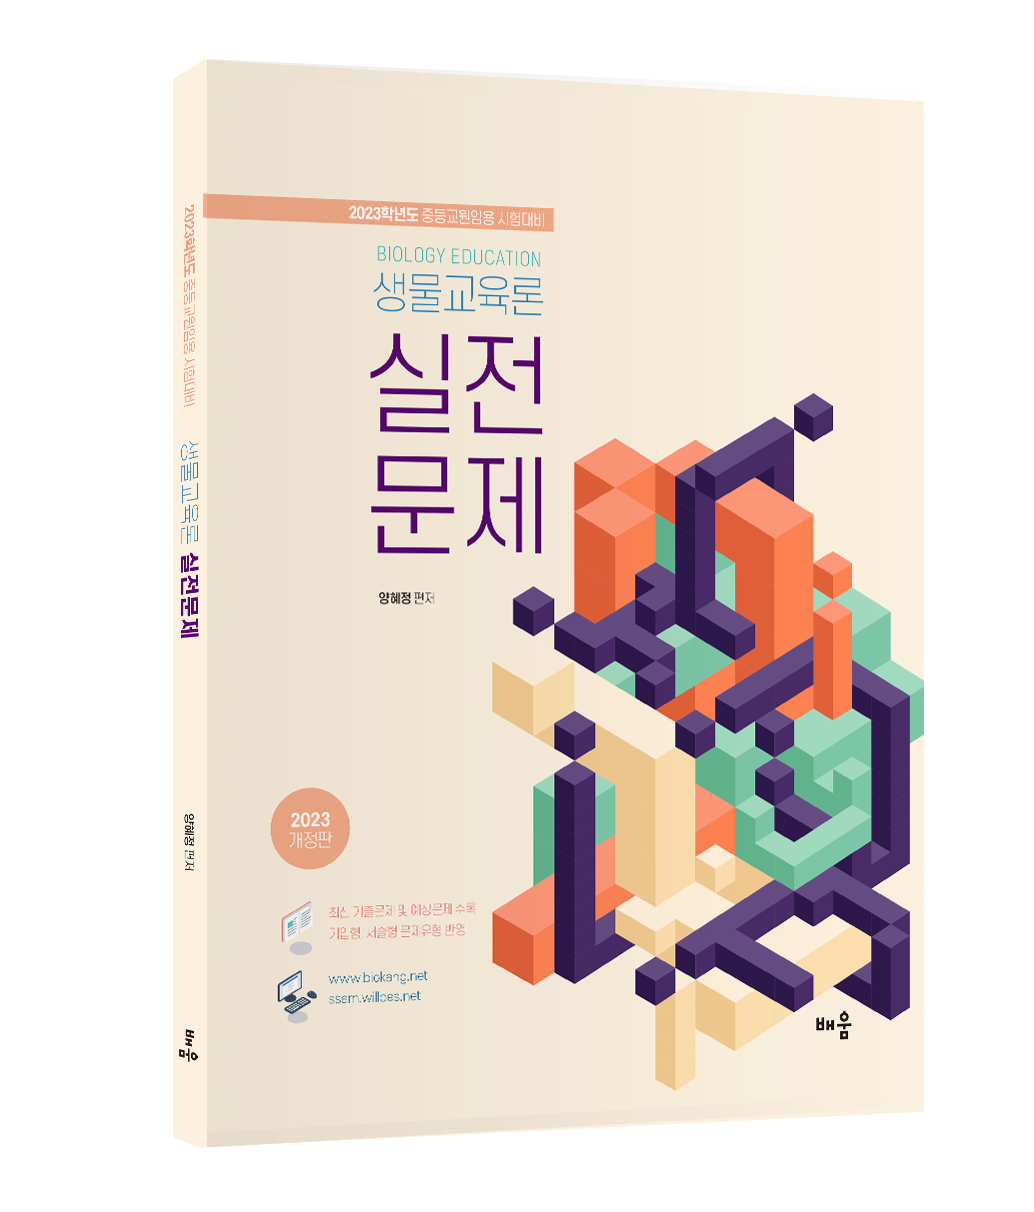 2023학년도 중등교원임용 시험대비
BIOLOGY EDUCATION
생물교육론
실전
문제
양혜정 편저
2023
개정판
최신 기출문제 및 예상문제 수록
기입형, 서술형 문제유형 반영
www.biokang.net
ssam.willbes.net
배움
2023학년도 중등교원임용 시험대비
생물교육론 실전문제
양혜정 편저
배움